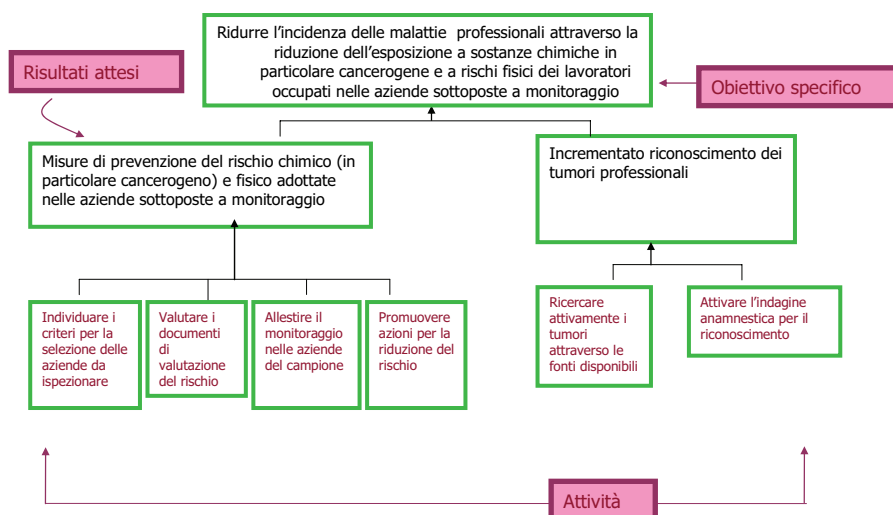 Ridurre l'incidenza delle malattie  professionali attraverso la
riduzione dell'esposizione a sostanze chimiche in
particolare cancerogene e a rischi fisici dei lavoratori
occupati nelle aziende sottoposte a monitoraggio
Risultati attesi
Obiettivo specifico
Misure di prevenzione del rischio chimico (in
particolare cancerogeno) e fisico adottate
nelle aziende sottoposte a monitoraggio
Incrementato riconoscimento dei
tumori professionali
Individuare i
criteri per la
selezione delle
aziende da
ispezionare
Valutare i
documenti
di
valutazione
del rischio
Allestire il
monitoraggio
nelle aziende
del campione
Promuovere
azioni per la
riduzione del
rischio
Ricercare
attivamente i
tumori
attraverso le
fonti disponibili
Attivare l'indagine
anamnestica per il
riconoscimento
Attività